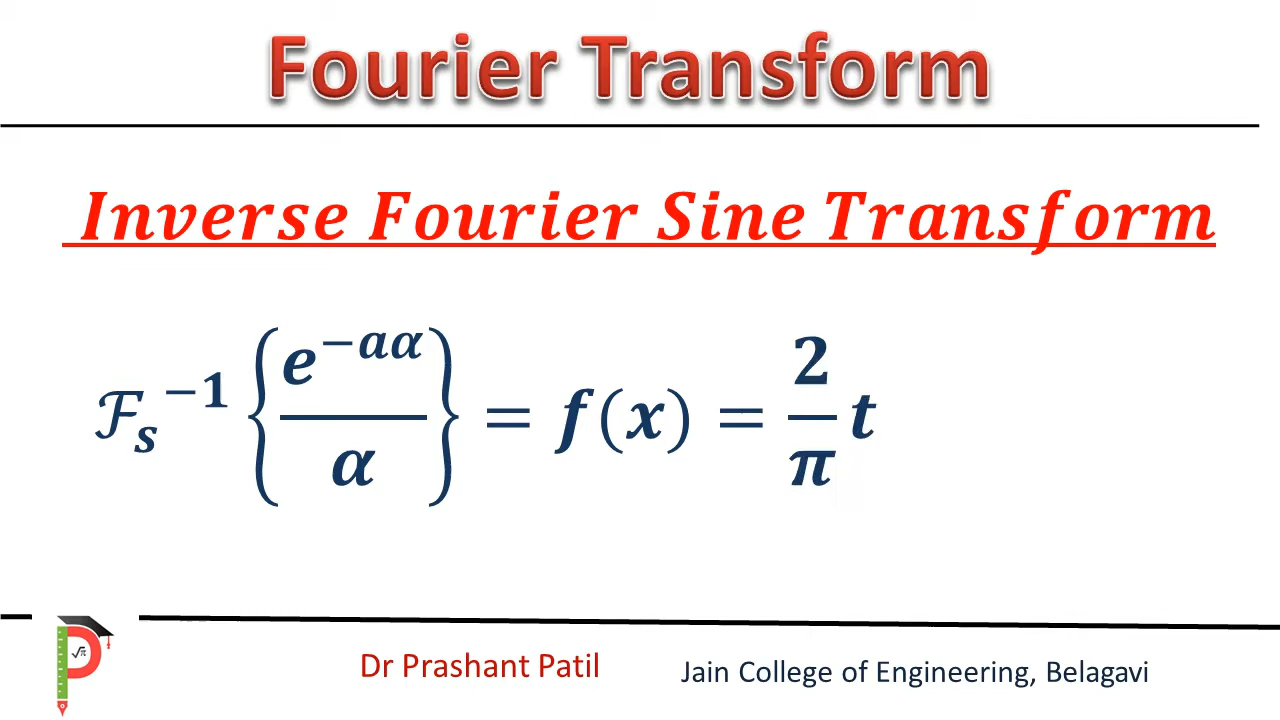 Fourier Transform
Inverse Fourier Sine Transform
ℱₛ⁻¹ { e^{−aα} / α } = f(x) = 2/π t
√π
Dr Prashant Patil
Jain College of Engineering, Belagavi